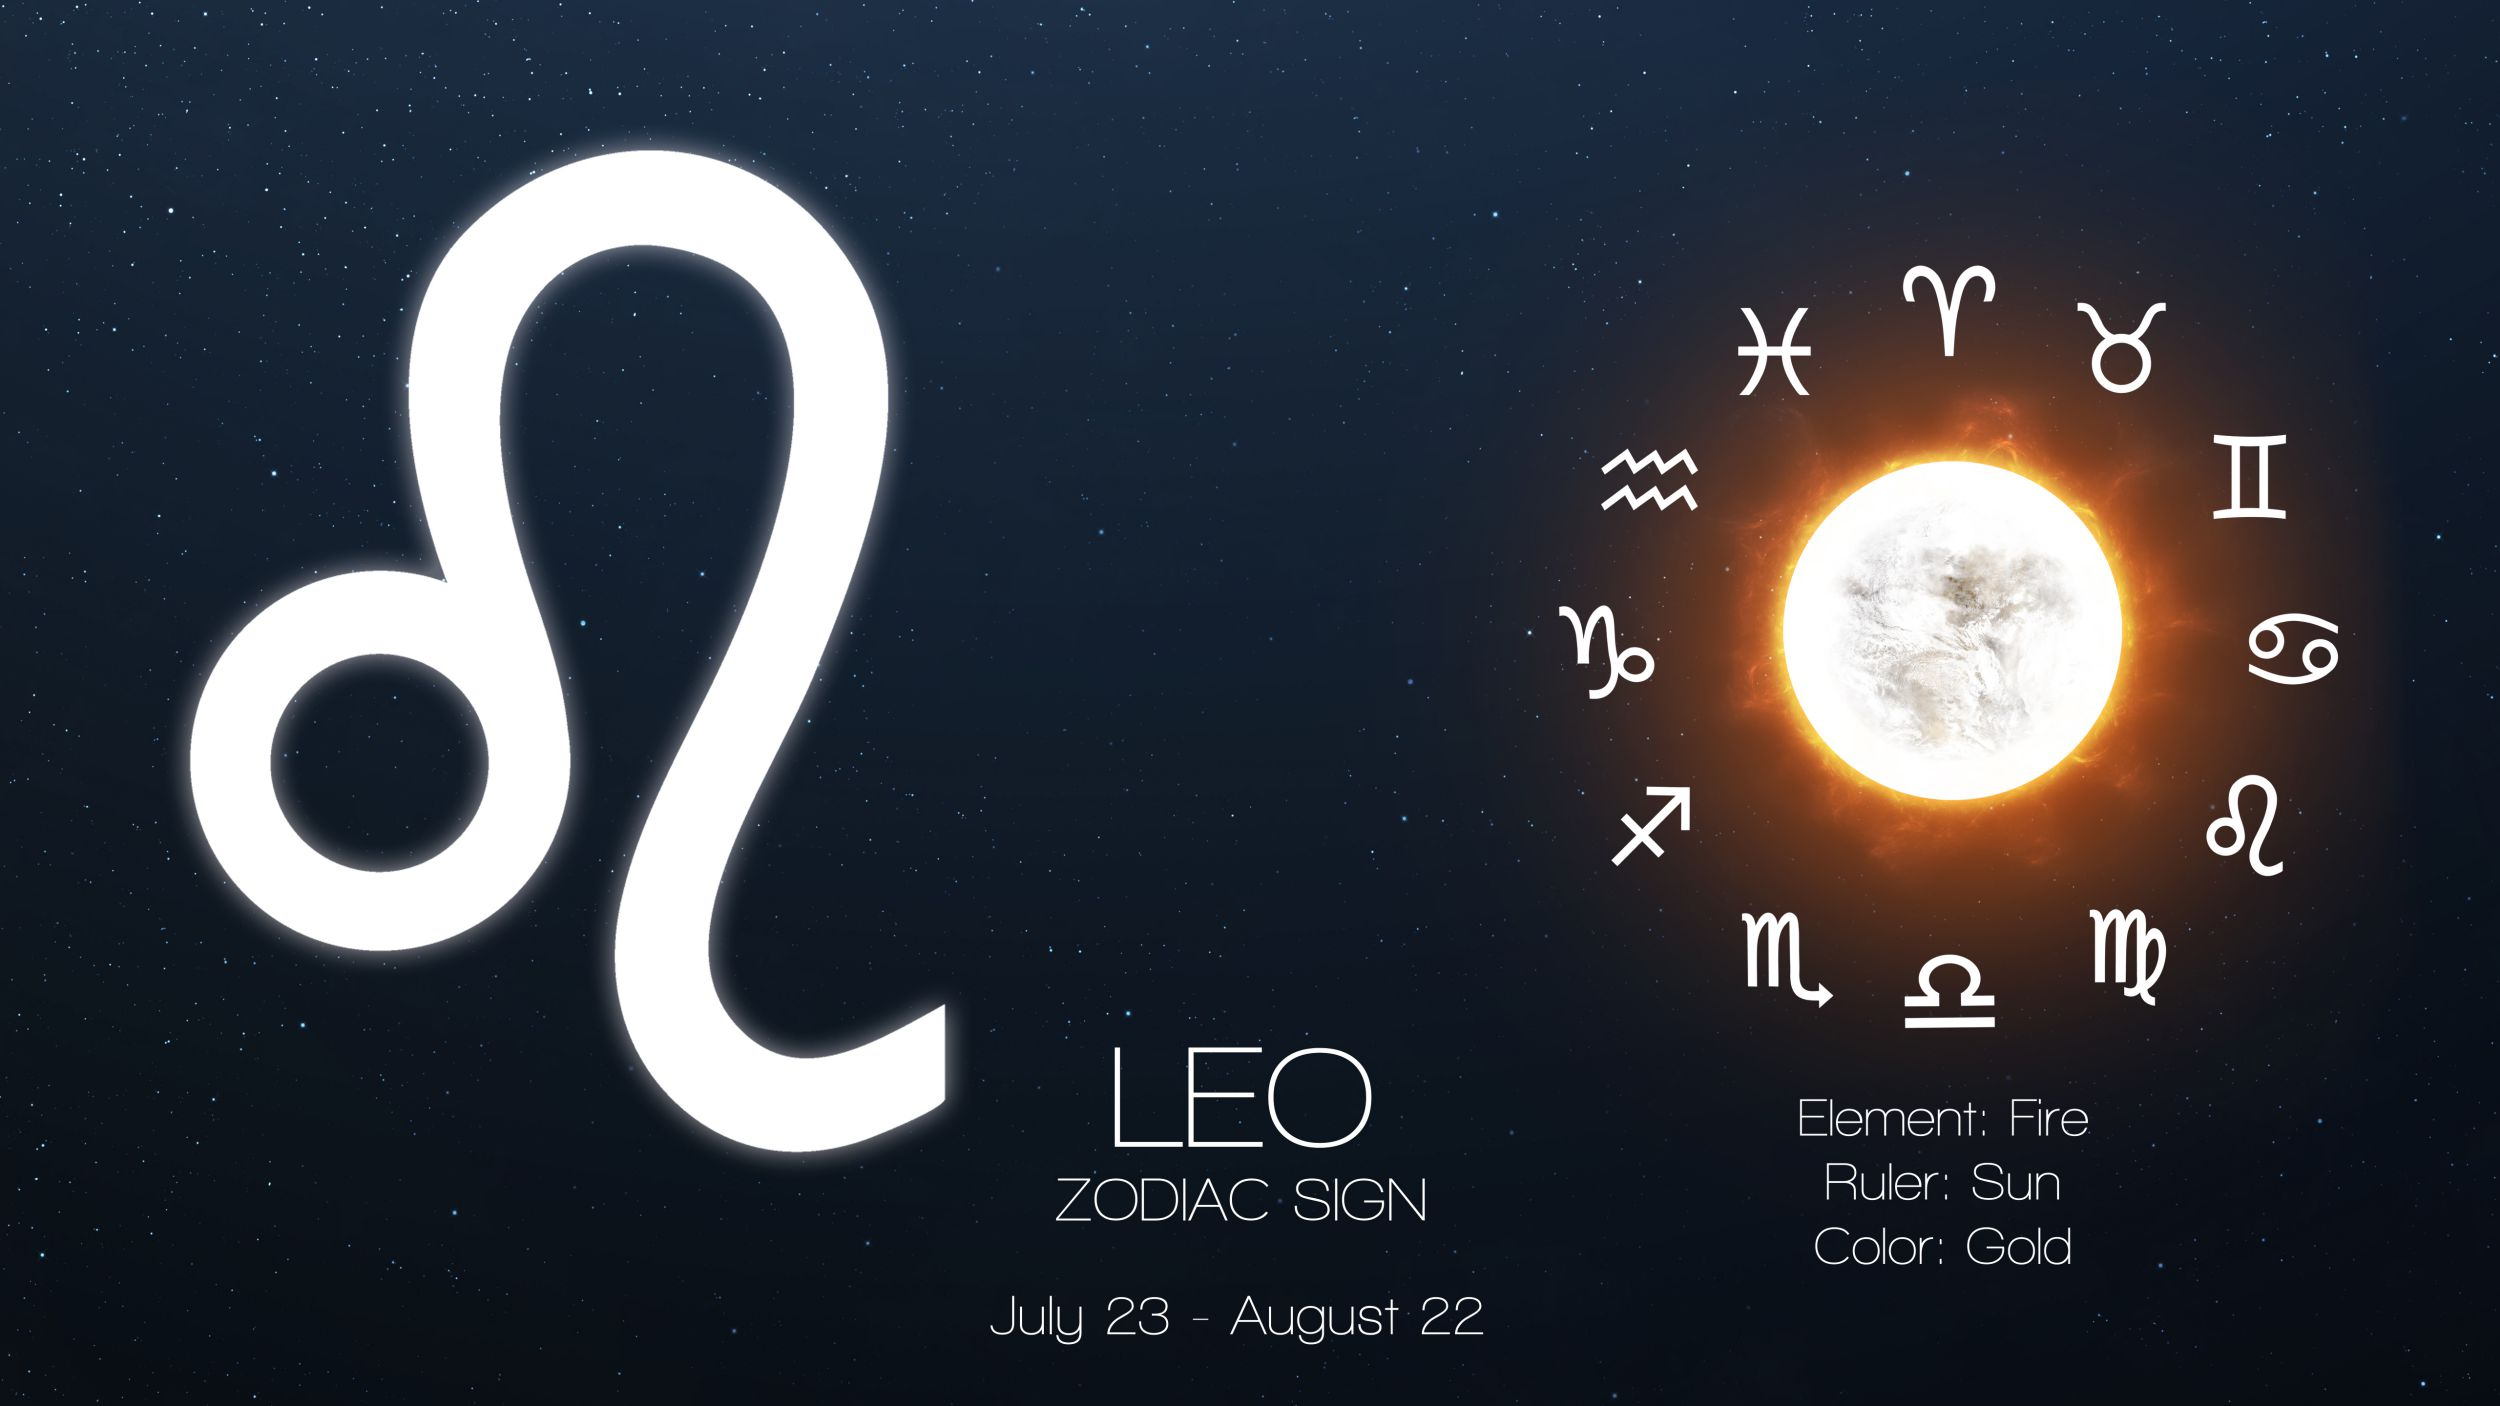 LEO
ZODIAC SIGN
July 23 - August 22
Element: Fire
Ruler: Sun
Color: Gold